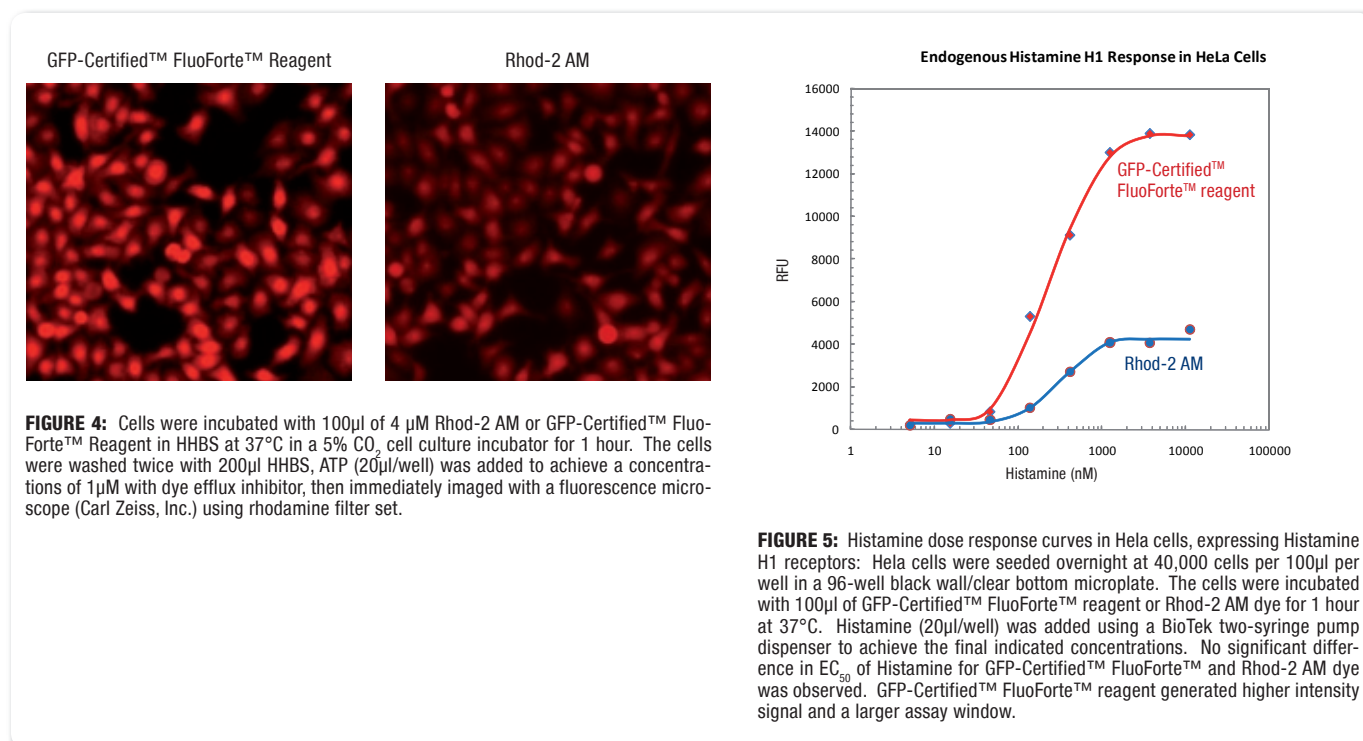 GFP-Certified™ FluoForte™ Reagent
Rhod-2 AM
FIGURE 4: Cells were incubated with 100µl of 4 µM Rhod-2 AM or GFP-Certified™ Fluo-
Forte™ Reagent in HHBS at 37°C in a 5% CO2 cell culture incubator for 1 hour. The cells
were washed twice with 200µl HHBS, ATP (20µl/well) was added to achieve a concentra-
tions of 1µM with dye efflux inhibitor, then immediately imaged with a fluorescence micro-
scope (Carl Zeiss, Inc.) using rhodamine filter set.
Endogenous Histamine H1 Response in HeLa Cells
16000
14000
12000
10000
8000
6000
4000
2000
0
RFU
GFP-Certified™
FluoForte™ reagent
Rhod-2 AM
1
10
100
1000
10000
100000
Histamine (nM)
FIGURE 5: Histamine dose response curves in Hela cells, expressing Histamine
H1 receptors: Hela cells were seeded overnight at 40,000 cells per 100µl per
well in a 96-well black wall/clear bottom microplate. The cells were incubated
with 100µl of GFP-Certified™ FluoForte™ reagent or Rhod-2 AM dye for 1 hour
at 37°C. Histamine (20µl/well) was added using a BioTek two-syringe pump
dispenser to achieve the final indicated concentrations. No significant differ-
ence in EC50 of Histamine for GFP-Certified™ FluoForte™ and Rhod-2 AM dye
was observed. GFP-Certified™ FluoForte™ reagent generated higher intensity
signal and a larger assay window.